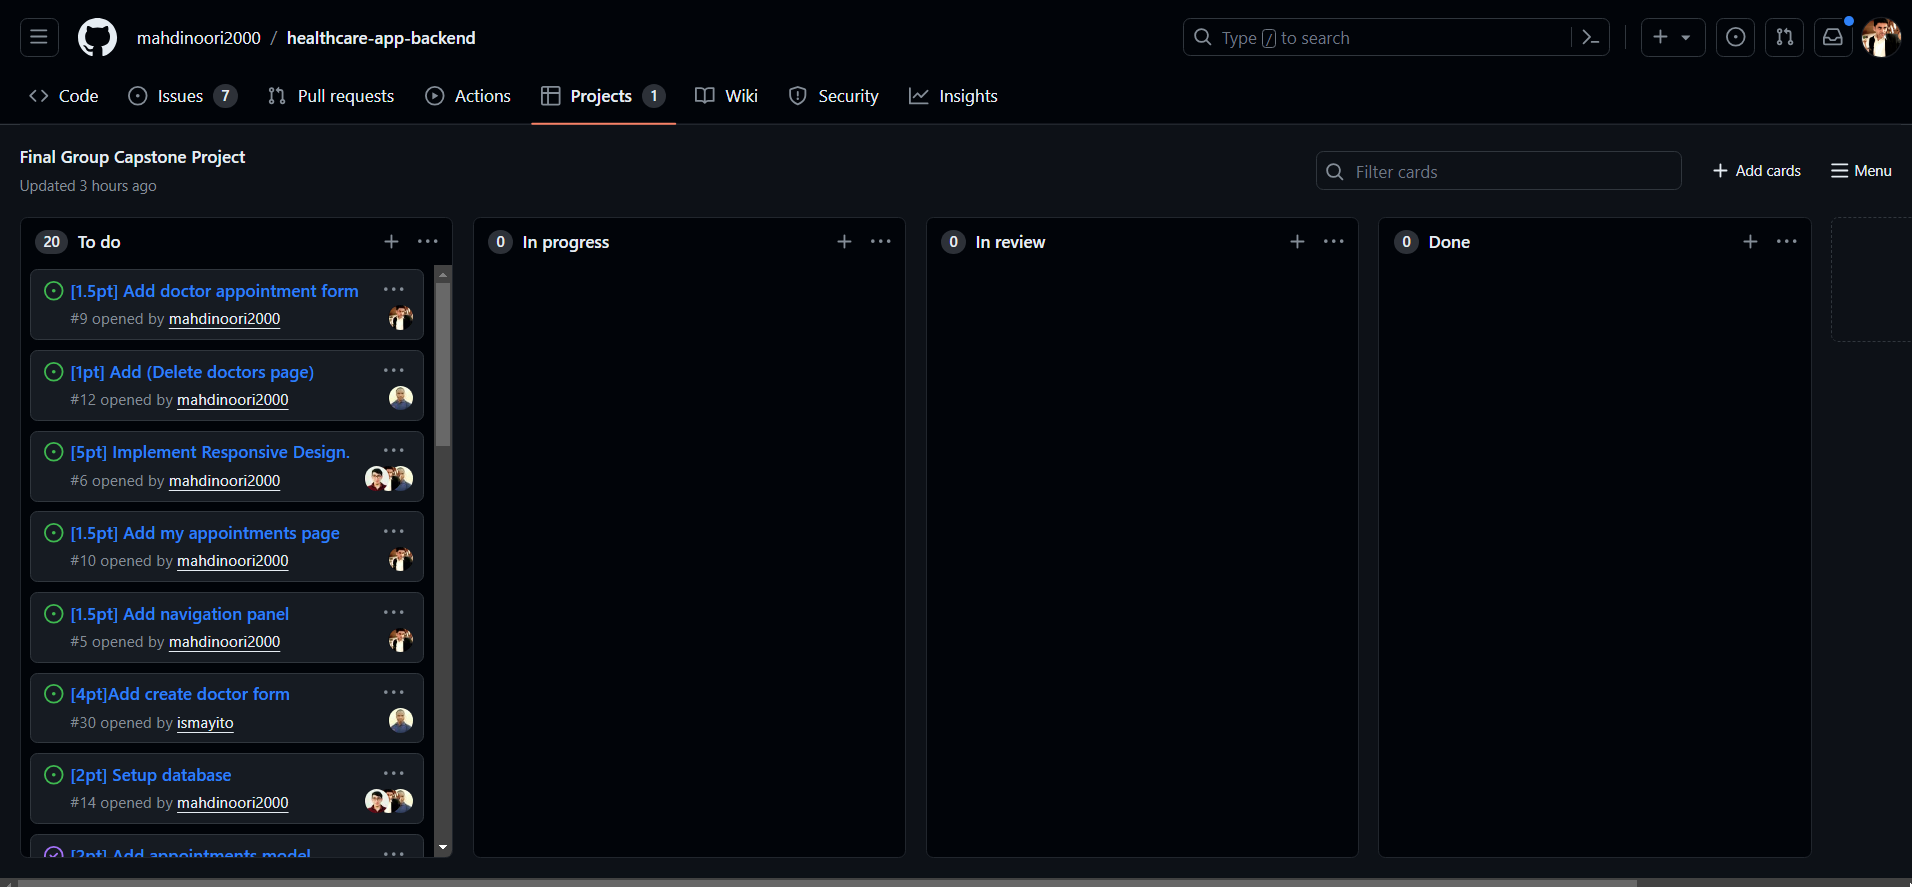 mahdinoori2000 / healthcare-app-backend
Type / to search
Code
Issues 7
Pull requests
Actions
Projects 1
Wiki
Security
Insights
Final Group Capstone Project
Updated 3 hours ago
Filter cards
Add cards
Menu
20 To do
[1.5pt] Add doctor appointment form
#9 opened by mahdinoori2000
[1pt] Add (Delete doctors page)
#12 opened by mahdinoori2000
[5pt] Implement Responsive Design.
#6 opened by mahdinoori2000
[1.5pt] Add my appointments page
#10 opened by mahdinoori2000
[1.5pt] Add navigation panel
#5 opened by mahdinoori2000
[4pt]Add create doctor form
#30 opened by ismayito
[2pt] Setup database
#14 opened by mahdinoori2000
[2pt] Add appointments model
0 In progress
0 In review
0 Done